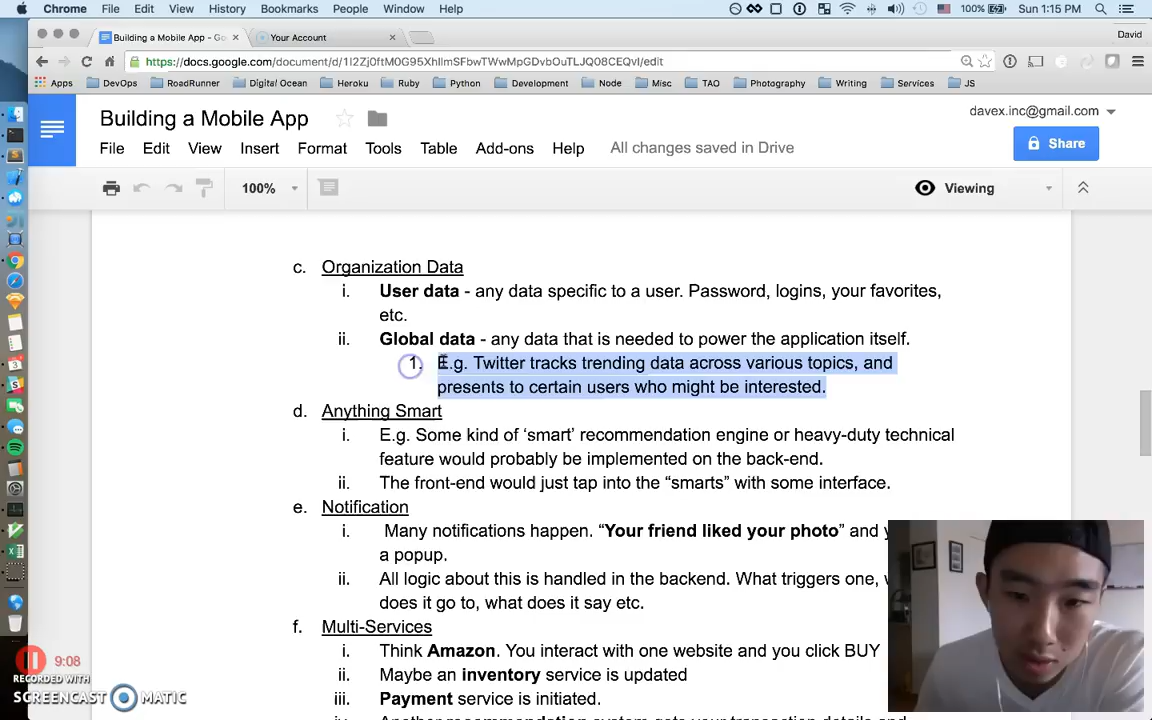 Chrome File Edit View History Bookmarks People Window Help 100% Sun 1:15 PM
Building a Mobile App - Go Your Account David
https://docs.google.com/document/d/
Apps DevOps RoadRunner Digital Ocean Heroku Ruby Python Development Node Misc TAO Photography Writing Services JS
Building a Mobile App davex.inc@gmail.com
File Edit View Insert Format Tools Table Add-ons Help All changes saved in Drive Share
100% Viewing
c. Organization Data
i. User data - any data specific to a user. Password, logins, your favorites,
etc.
ii. Global data - any data that is needed to power the application itself.
1. E.g. Twitter tracks trending data across various topics, and
presents to certain users who might be interested.
d. Anything Smart
i. E.g. Some kind of ‘smart’ recommendation engine or heavy-duty technical
feature would probably be implemented on the back-end.
ii. The front-end would just tap into the “smarts” with some interface.
e. Notification
i. Many notifications happen. “Your friend liked your photo” and
a popup.
ii. All logic about this is handled in the backend. What triggers one,
does it go to, what does it say etc.
f. Multi-Services
i. Think Amazon. You interact with one website and you click BUY
ii. Maybe an inventory service is updated
iii. Payment service is initiated.
iv. Another recommendation system gets your transaction details and
9:08
RECORDED WITH
SCREENCAST MATIC